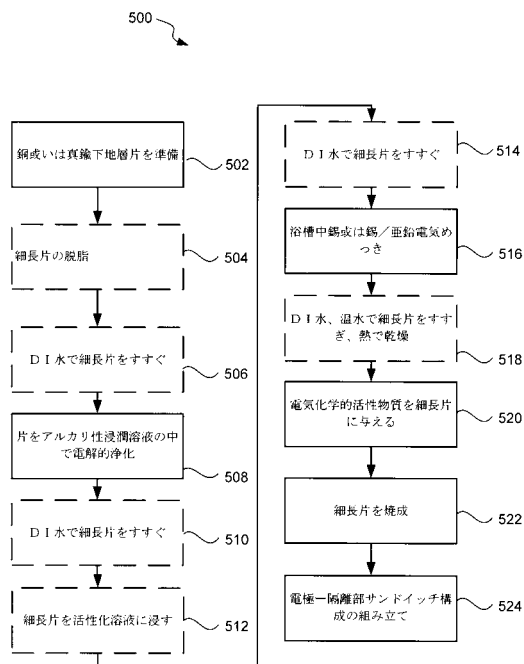 500
銅或いは真鍮下地層片を準備
502
細長片の脱脂
504
ＤＩ水で細長片をすすぐ
506
片をアルカリ性浸潤溶液の中
で電解的浄化
508
ＤＩ水で細長片をすすぐ
510
細長片を活性化溶液に浸す
512
ＤＩ水で細長片をすすぐ
514
浴槽中錫或は錫／亜鉛電気め
っき
516
ＤＩ水、温水で細長片をすす
ぎ、熱で乾燥
518
電気化学的活性物質を細長片
に与える
520
細長片を焼成
522
電極ー隔離部サンドイッチ構
成の組み立て
524